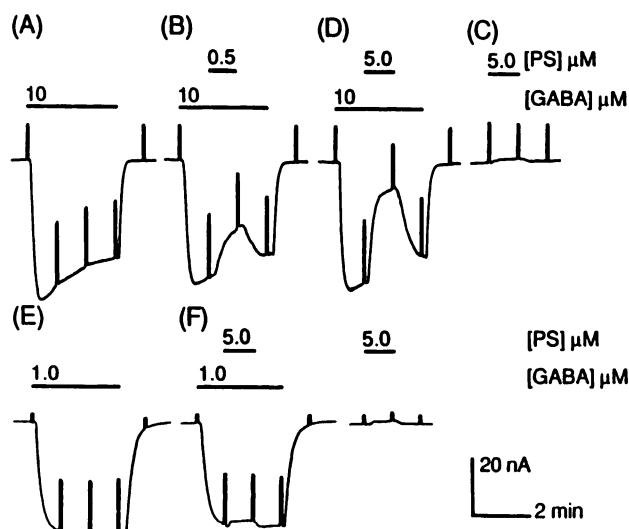 (A) (B) (D) (C)
0.5 5.0 5.0 [PS] μM
10 10 10 [GABA] μM
(E) (F)
5.0 5.0 [PS] μM
1.0 1.0 [GABA] μM
20 nA
2 min